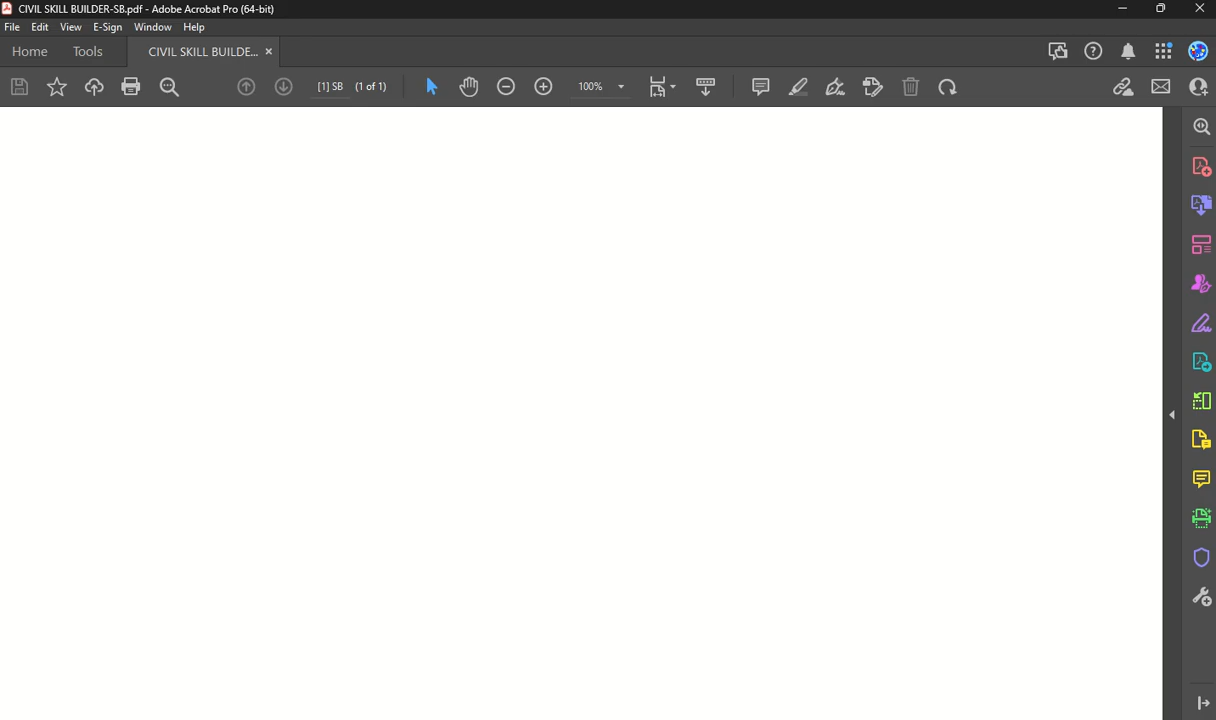 CIVIL SKILL BUILDER-SB.pdf - Adobe Acrobat Pro (64-bit)
File Edit View E-Sign Window Help
Home Tools CIVIL SKILL BUILDE... ×
[1] SB (1 of 1) 100%